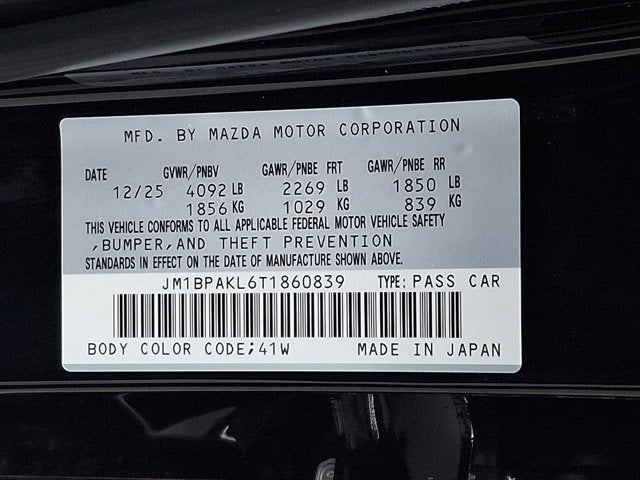 MFD. BY MAZDA MOTOR CORPORATION
DATE GVWR/PNBV GAWR/PNBE FRT GAWR/PNBE RR
12/25 4092 LB 2269 LB 1850 LB
1856 KG 1029 KG 839 KG
THIS VEHICLE CONFORMS TO ALL APPLICABLE FEDERAL MOTOR VEHICLE SAFETY
,BUMPER,AND THEFT PREVENTION
STANDARDS IN EFFECT ON THE DATE OF MANUFACTURE SHOWN ABOVE.
JM1BPAKL6T1860839 TYPE: PASS CAR
BODY COLOR CODE;41W MADE IN JAPAN